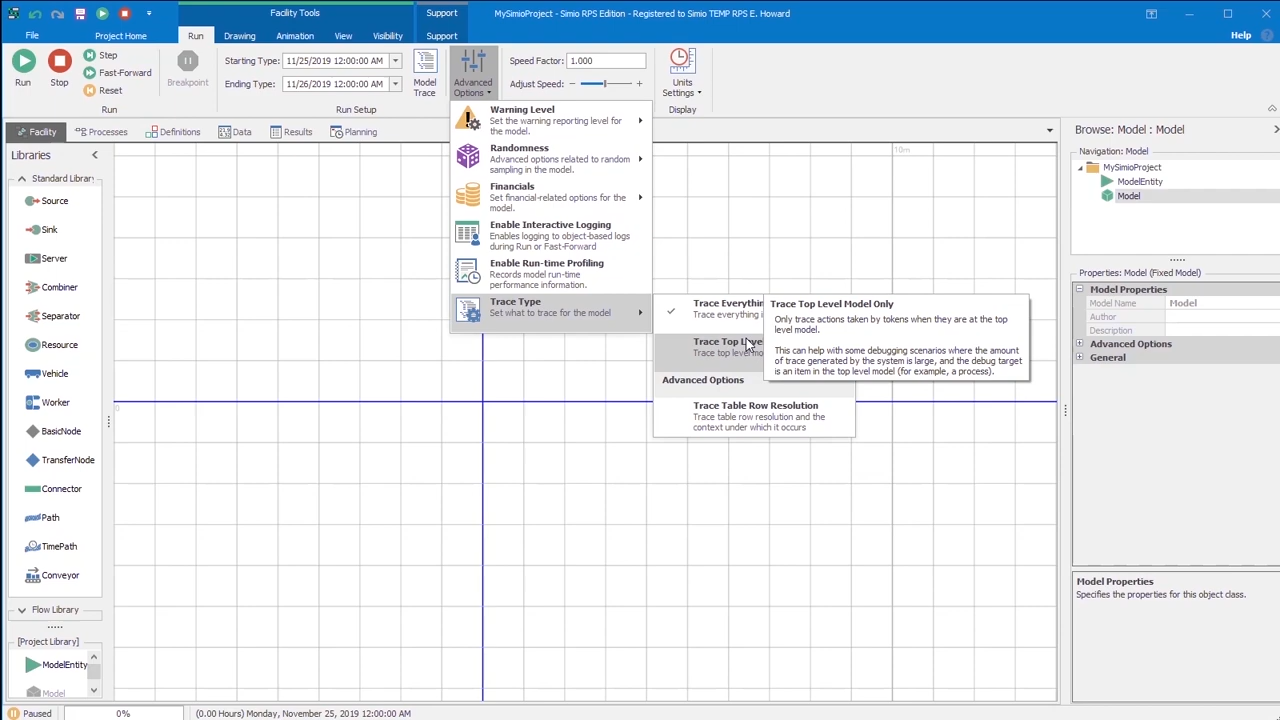 MySimioProject - Simio RPS Edition - Registered to Simio TEMP RPS E. Howard
Facility Tools
Support
File
Project Home
Run
Drawing
Animation
View
Visibility
Support
Help
Run
Stop
Step
Fast-Forward
Reset
Breakpoint
Starting Type: 11/25/2019 12:00:00 AM
Ending Type: 11/26/2019 12:00:00 AM
Model
Trace
Advanced
Options
Speed Factor: 1.000
Adjust Speed:
Units
Settings
Run
Run Setup
Display
Facility
Processes
Definitions
Data
Results
Planning
Libraries
Standard Library
Source
Sink
Server
Combiner
Separator
Resource
Vehicle
Worker
BasicNode
TransferNode
Connector
Path
TimePath
Conveyor
Flow Library
[Project Library]
ModelEntity
Model
Warning Level
Set the warning reporting level for
the model.
Randomness
Advanced options related to random
sampling in the model.
Financials
Set financial-related options for the
model.
Enable Interactive Logging
Enables logging to object-based logs
during Run or Fast-Forward
Enable Run-time Profiling
Records model run-time
performance information.
Trace Type
Set what to trace for the model
Trace Everythin
Trace everything i
Trace Top Leve
Trace top level mo
Advanced Options
Trace Table Row Resolution
Trace table row resolution and the
context under which it occurs
Trace Top Level Model Only
Only trace actions taken by tokens when they are at the top
level model.
This can help with some debugging scenarios where the amount
of trace generated by the system is large, and the debug target
is an item in the top level model (for example, a process).
10m
0
Browse: Model : Model
Navigation: Model
MySimioProject
ModelEntity
Model
Properties: Model (Fixed Model)
Model Properties
Model Name Model
Author
Description
Advanced Options
General
Model Properties
Specifies the properties for this object class.
Paused
0%
(0.00 Hours) Monday, November 25, 2019 12:00:00 AM